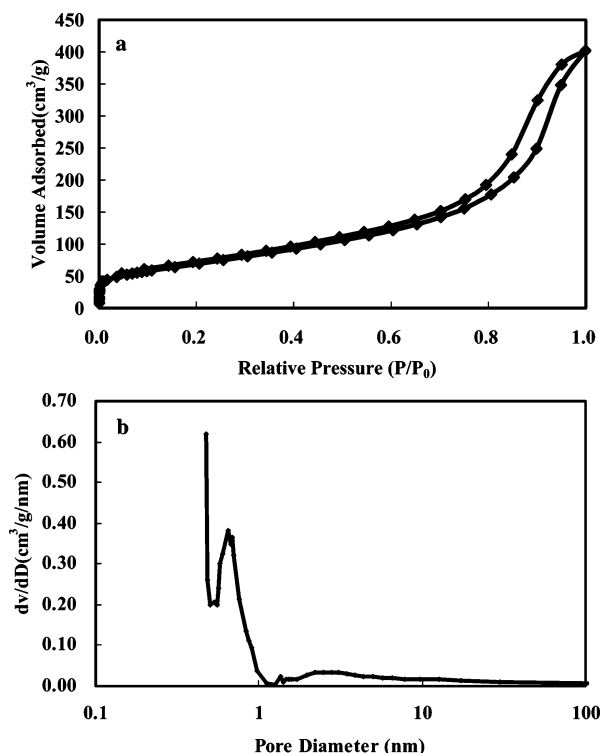 a
Volume Adsorbed(cm³/g)
450
400
350
300
250
200
150
100
50
0
0.0 0.2 0.4 0.6 0.8 1.0
Relative Pressure (P/P₀)
b
dv/dD(cm³/g/nm)
0.70
0.60
0.50
0.40
0.30
0.20
0.10
0.00
0.1 1 10 100
Pore Diameter (nm)